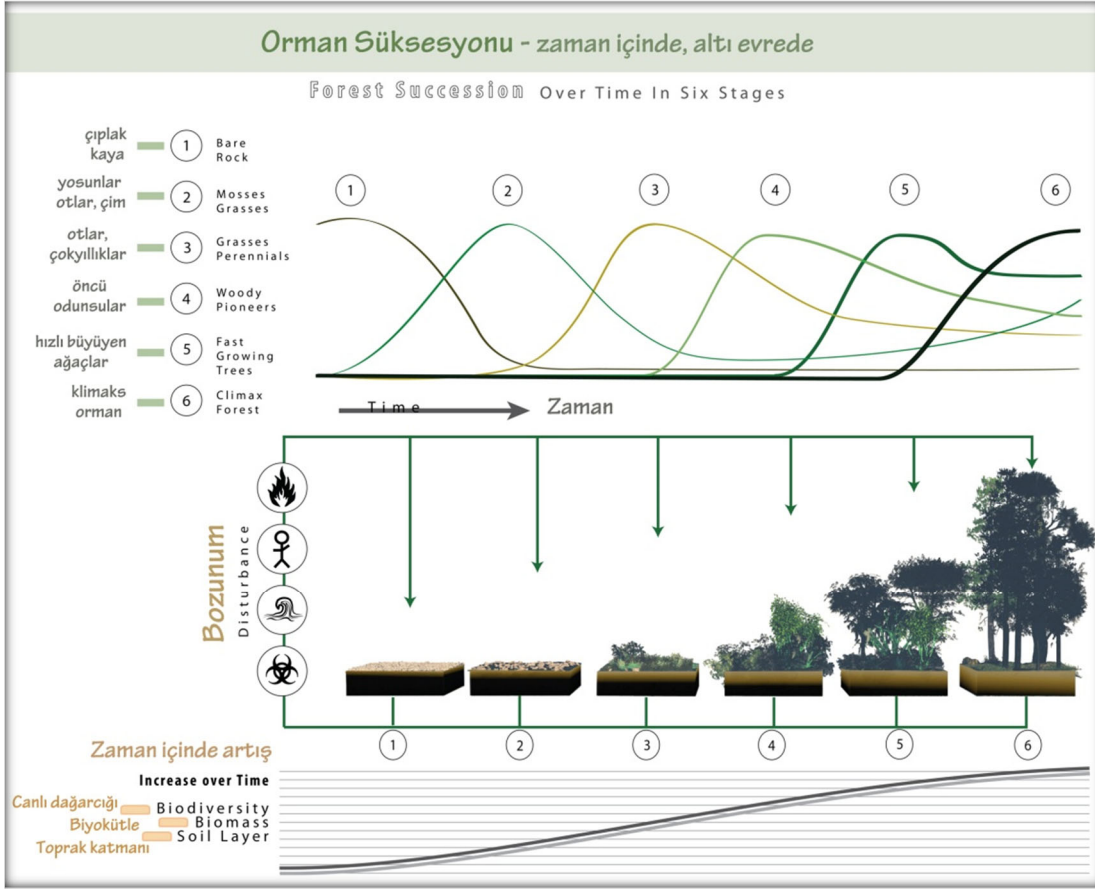 Orman Süksesyonu - zaman içinde, altı evrede
Forest Succession Over Time In Six Stages
çıplak
kaya
1
Bare
Rock
yosunlar
otlar, çim
2
Mosses
Grasses
otlar,
çokyıllıklar
3
Grasses
Perennials
öncü
odunsular
4
Woody
Pioneers
hızlı büyüyen
ağaçlar
5
Fast
Growing
Trees
klimaks
orman
6
Climax
Forest
1 2 3 4 5 6
Time Zaman
Bozunum
Disturbance
1 2 3 4 5 6
Zaman içinde artış
Increase over Time
Canlı dağarcığı Biodiversity
Biyokütle Biomass
Soil Layer
Toprak katmanı